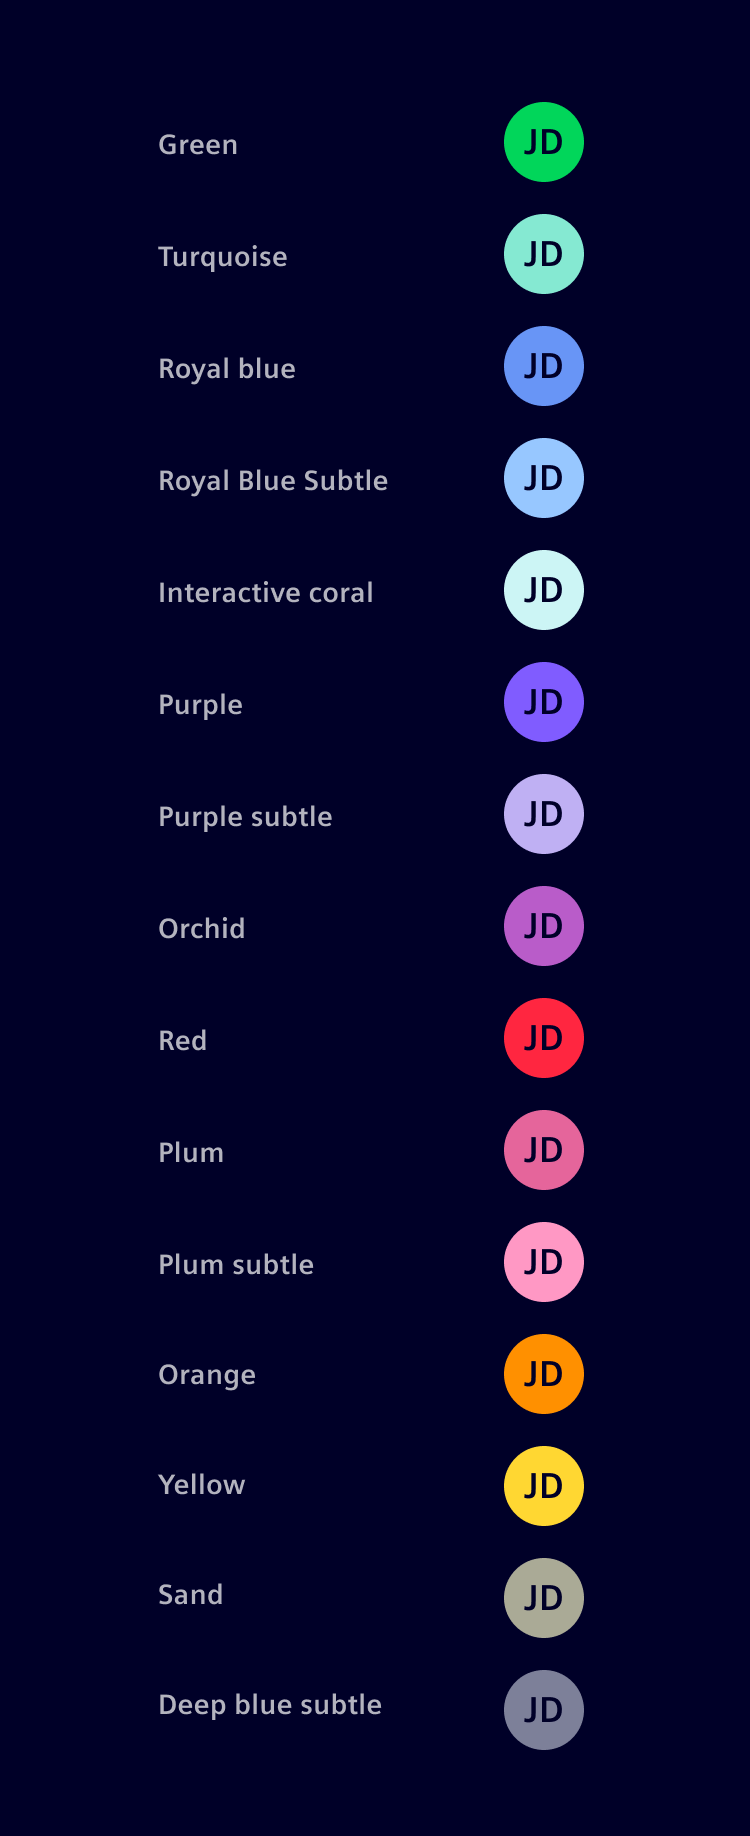 Green JD
Turquoise JD
Royal blue JD
Royal Blue Subtle JD
Interactive coral JD
Purple JD
Purple subtle JD
Orchid JD
Red JD
Plum JD
Plum subtle JD
Orange JD
Yellow JD
Sand JD
Deep blue subtle JD